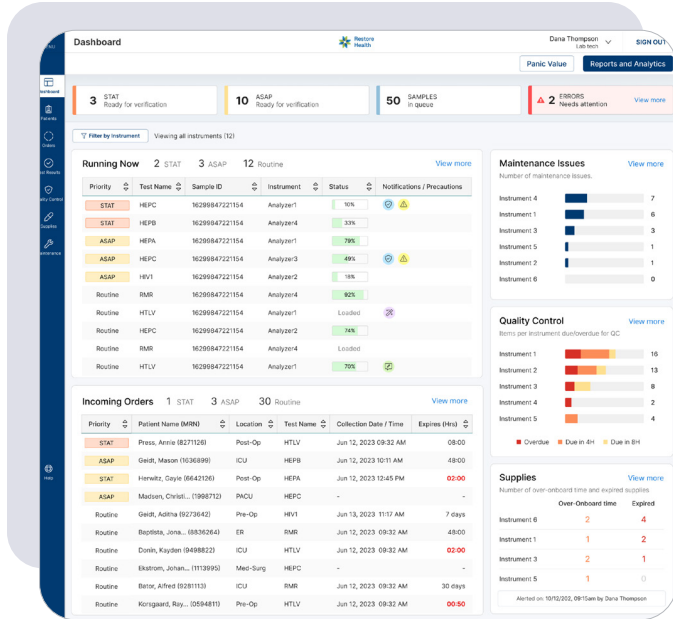 MENU
Dashboard
Restore
Health
Dana Thompson
Lab tech
SIGN OUT
Panic Value
Reports and Analytics
3 STAT
Ready for verification
10 ASAP
Ready for verification
50 SAMPLES
in queue
2 ERRORS
Needs attention
View more
Filter by Instrument
Viewing all instruments (12)
Running Now 2 STAT 3 ASAP 12 Routine View more
Priority Test Name Sample ID Instrument Status Notifications / Precautions
STAT HEPC 16299847221154 Analyzer1 10%
STAT HEPB 16299847221154 Analyzer4 33%
ASAP HEPA 16299847221154 Analyzer1 79%
ASAP HEPC 16299847221154 Analyzer3 49%
ASAP HIV1 16299847221154 Analyzer2 18%
Routine RMR 16299847221154 Analyzer4 92%
Routine HTLV 16299847221154 Analyzer1 Loaded
Routine HEPC 16299847221154 Analyzer2 74%
Routine RMR 16299847221154 Analyzer4 Loaded
Routine HTLV 16299847221154 Analyzer1 70%
Incoming Orders 1 STAT 3 ASAP 30 Routine View more
Priority Patient Name (MRN) Location Test Name Collection Date / Time Expires (Hrs)
STAT Press, Annie (8271126) Post-Op HTLV Jun 12, 2023 09:32 AM 08:00
ASAP Geidt, Mason (1636899) ICU HEPB Jun 12, 2023 10:11 AM 48:00
STAT Herwitz, Gayle (6642126) Post-Op HEPA Jun 12, 2023 12:45 PM 02:00
ASAP Madsen, Christi... (1998712) PACU HEPC - -
Routine Geidt, Aditha (9273642) Pre-Op HIV1 Jun 13, 2023 11:17 AM 7 days
Routine Baptista, Jona... (8836264) ER RMR Jun 12, 2023 09:32 AM 48:00
Routine Donin, Kayden (9498822) ICU HTLV Jun 12, 2023 09:32 AM 02:00
Routine Ekstrom, Johan... (1113995) Med-Surg HEPC - -
Routine Bator, Alfred (9281113) ICU RMR Jun 12, 2023 09:32 AM 30 days
Routine Korsgaard, Ray... (0594811) Pre-Op HTLV Jun 12, 2023 09:32 AM 00:50
Maintenance Issues View more
Number of maintenance issues.
Instrument 4 7
Instrument 1 6
Instrument 3 3
Instrument 5 1
Instrument 2 1
Instrument 6 0
Quality Control View more
Items per instrument due/overdue for QC
Instrument 1 16
Instrument 2 13
Instrument 3 8
Instrument 4 2
Instrument 5 4
Overdue Due in 4H Due in 8H
Supplies View more
Number of over-onboard time and expired supplies
Over-Onboard time Expired
Instrument 6 2 4
Instrument 1 1 2
Instrument 3 2 1
Instrument 5 1 0
Alerted on: 10/12/202, 09:15am by Dana Thompson
Orders
Supplies
Help